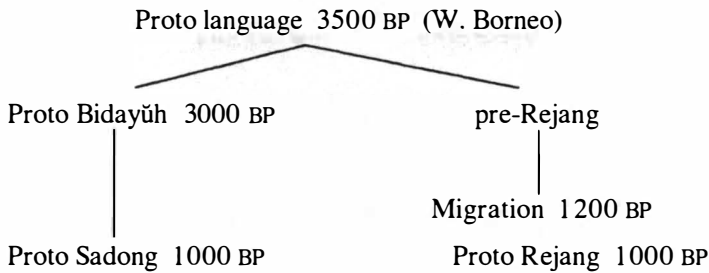 Proto language 3500 BP (W. Borneo)
Proto Bidayŭh 3000 BP pre-Rejang
Migration 1200 BP
Proto Sadong 1000 BP Proto Rejang 1000 BP